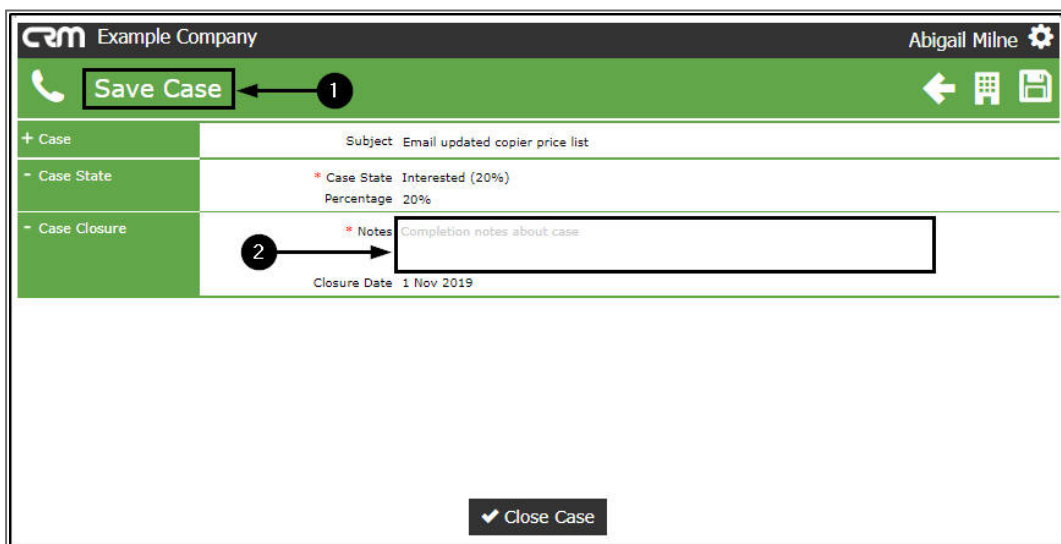 CRM Example Company
Abigail Milne
Save Case
1
+ Case
Subject Email updated copier price list
- Case State
* Case State Interested (20%)
Percentage 20%
- Case Closure
* Notes Completion notes about case
2
Closure Date 1 Nov 2019
✔ Close Case